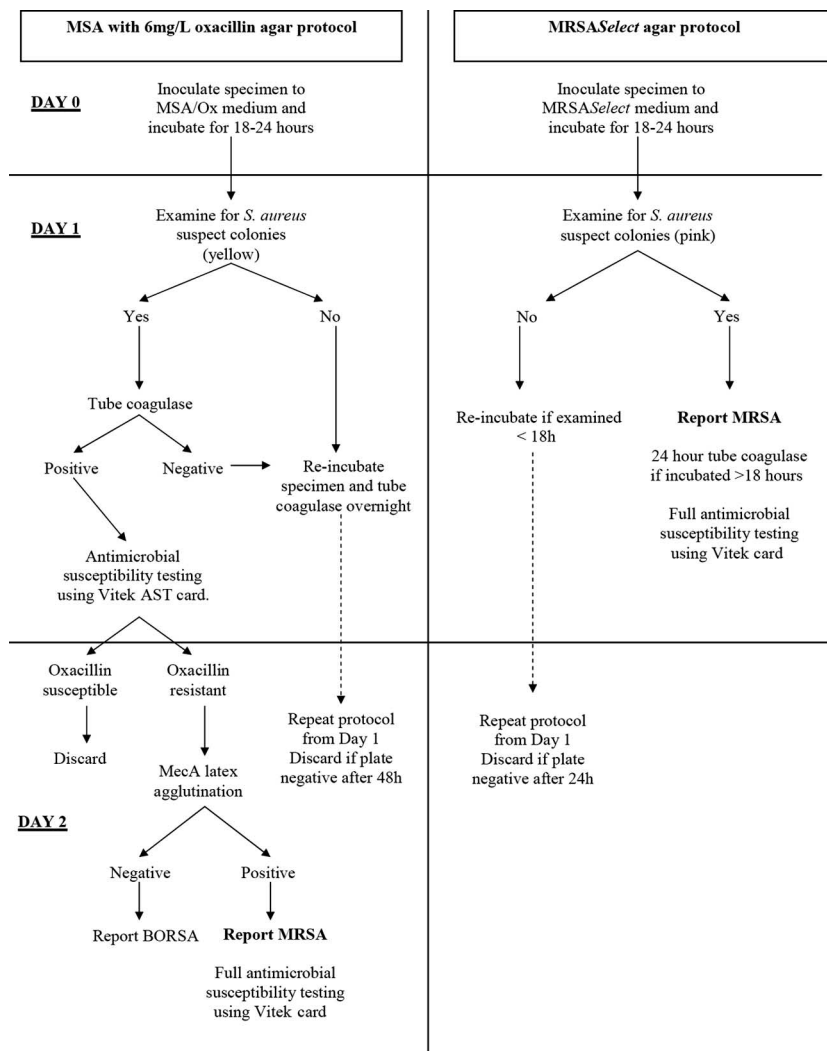 MSA with 6mg/L oxacillin agar protocol
MRSASelect agar protocol
DAY 0
Inoculate specimen to
MSA/Ox medium and
incubate for 18-24 hours
Inoculate specimen to
MRSASelect medium and
incubate for 18-24 hours
DAY 1
Examine for S. aureus
suspect colonies
(yellow)
Examine for S. aureus
suspect colonies (pink)
Yes
No
No
Yes
Tube coagulase
Positive
Negative
Re-incubate
specimen and tube
coagulase overnight
Re-incubate if examined
< 18h
Report MRSA
24 hour tube coagulase
if incubated >18 hours
Full antimicrobial
susceptibility testing
using Vitek card
Antimicrobial
susceptibility testing
using Vitek AST card.
Oxacillin
susceptible
Oxacillin
resistant
Discard
MecA latex
agglutination
Repeat protocol
from Day 1
Discard if plate
negative after 48h
Repeat protocol
from Day 1
Discard if plate
negative after 24h
DAY 2
Negative
Positive
Report BORSA
Report MRSA
Full antimicrobial
susceptibility testing
using Vitek card